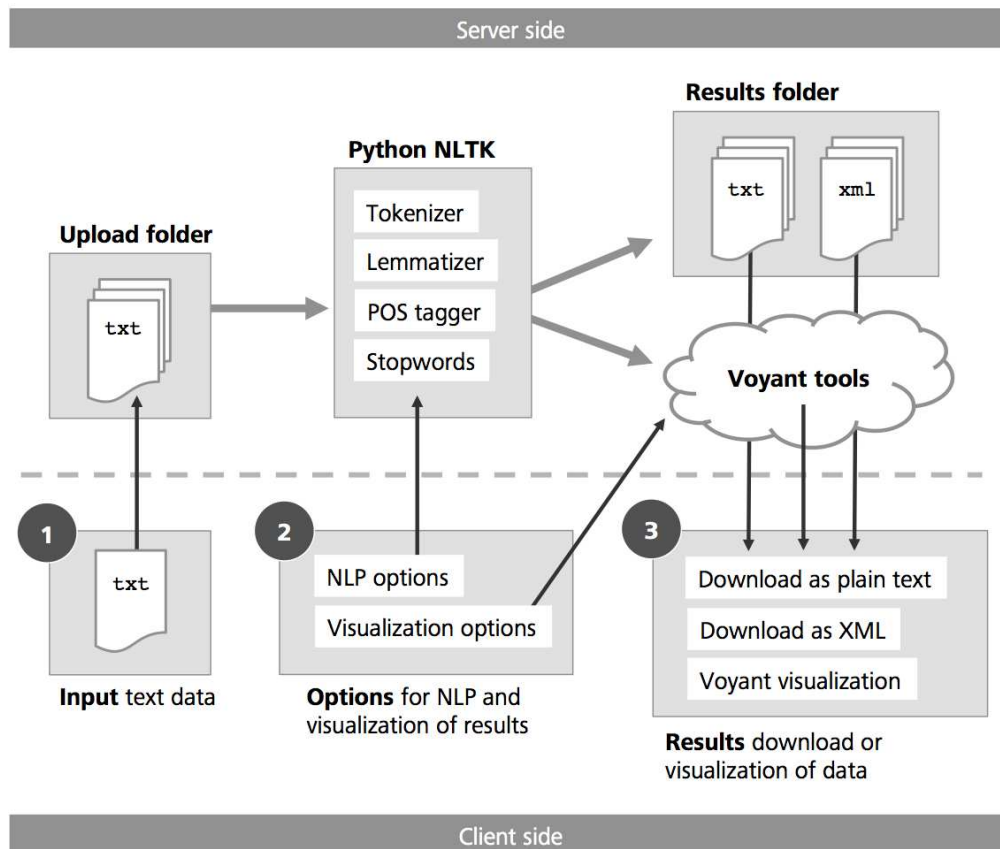 Server side
Results folder
txt
xml
Python NLTK
Tokenizer
Lemmatizer
POS tagger
Stopwords
Upload folder
txt
Voyant tools
1
txt
Input text data
2
NLP options
Visualization options
Options for NLP and
visualization of results
3
Download as plain text
Download as XML
Voyant visualization
Results download or
visualization of data
Client side